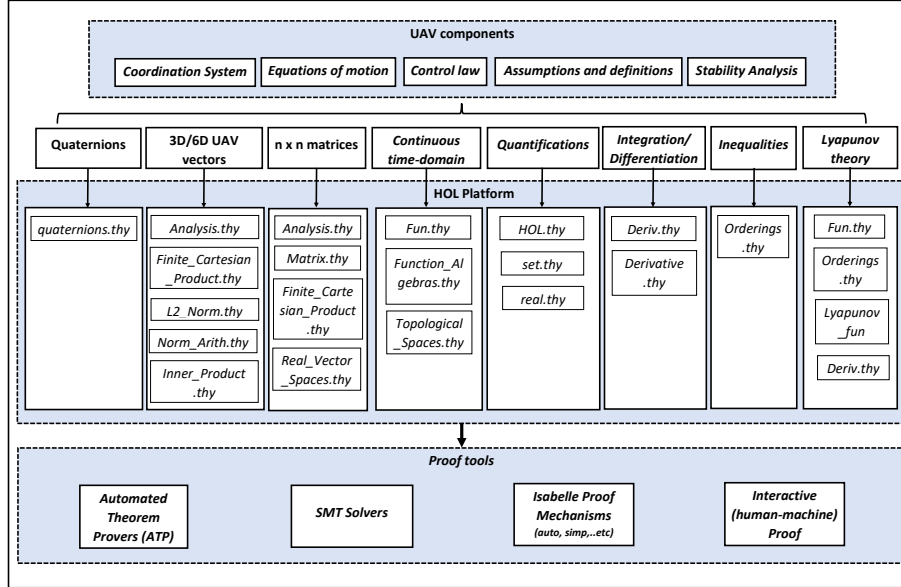 UAV components
Coordination System
Equations of motion
Control law
Assumptions and definitions
Stability Analysis
Quaternions
3D/6D UAV
vectors
n x n matrices
Continuous
time-domain
Quantifications
Integration/
Differentiation
Inequalities
Lyapunov
theory
HOL Platform
quaternions.thy
Analysis.thy
Finite_Cartesian
_Product.thy
L2_Norm.thy
Norm_Arith.thy
Inner_Product
.thy
Analysis.thy
Matrix.thy
Finite_Carte
sian_Product
.thy
Real_Vector
_Spaces.thy
Fun.thy
Function_Al
gebras.thy
Topological
_Spaces.thy
HOL.thy
set.thy
real.thy
Deriv.thy
Derivative
.thy
Orderings
.thy
Fun.thy
Orderings
.thy
Lyapunov
_fun
Deriv.thy
Proof tools
Automated
Theorem
Provers (ATP)
SMT Solvers
Isabelle Proof
Mechanisms
(auto, simp,..etc)
Interactive
(human-machine)
Proof